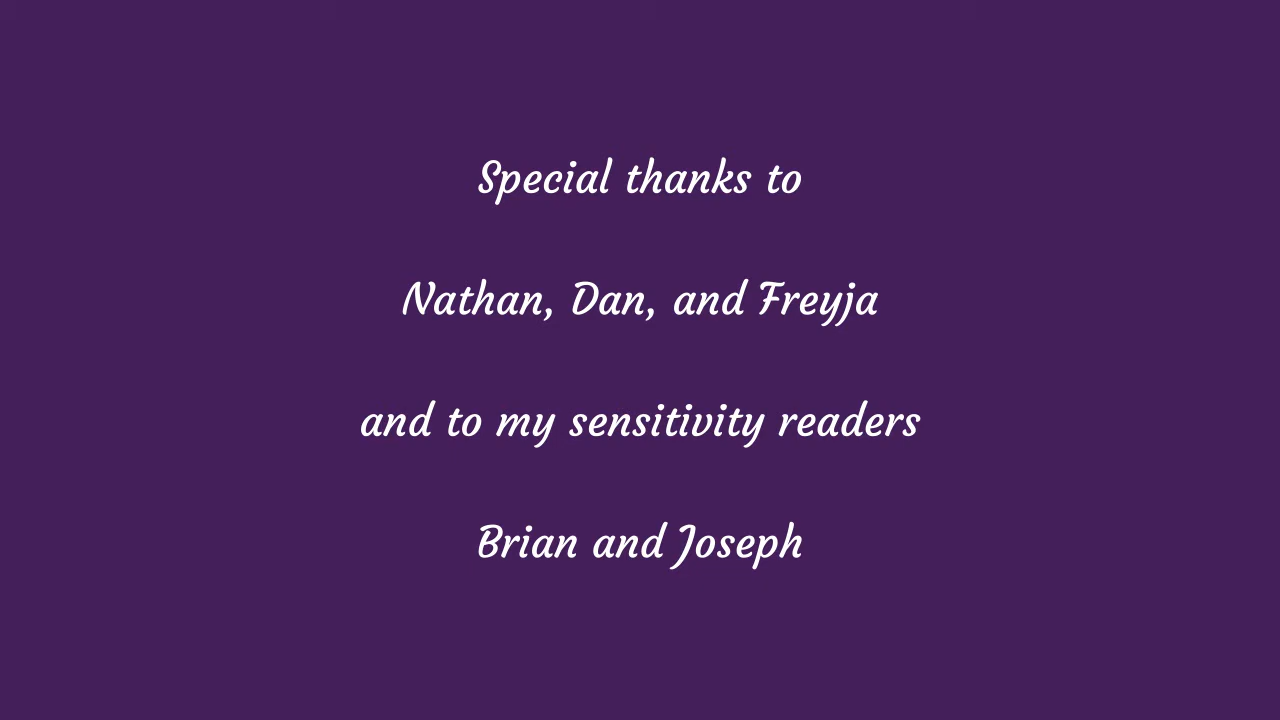 Special thanks to
Nathan, Dan, and Freyja
and to my sensitivity readers
Brian and Joseph